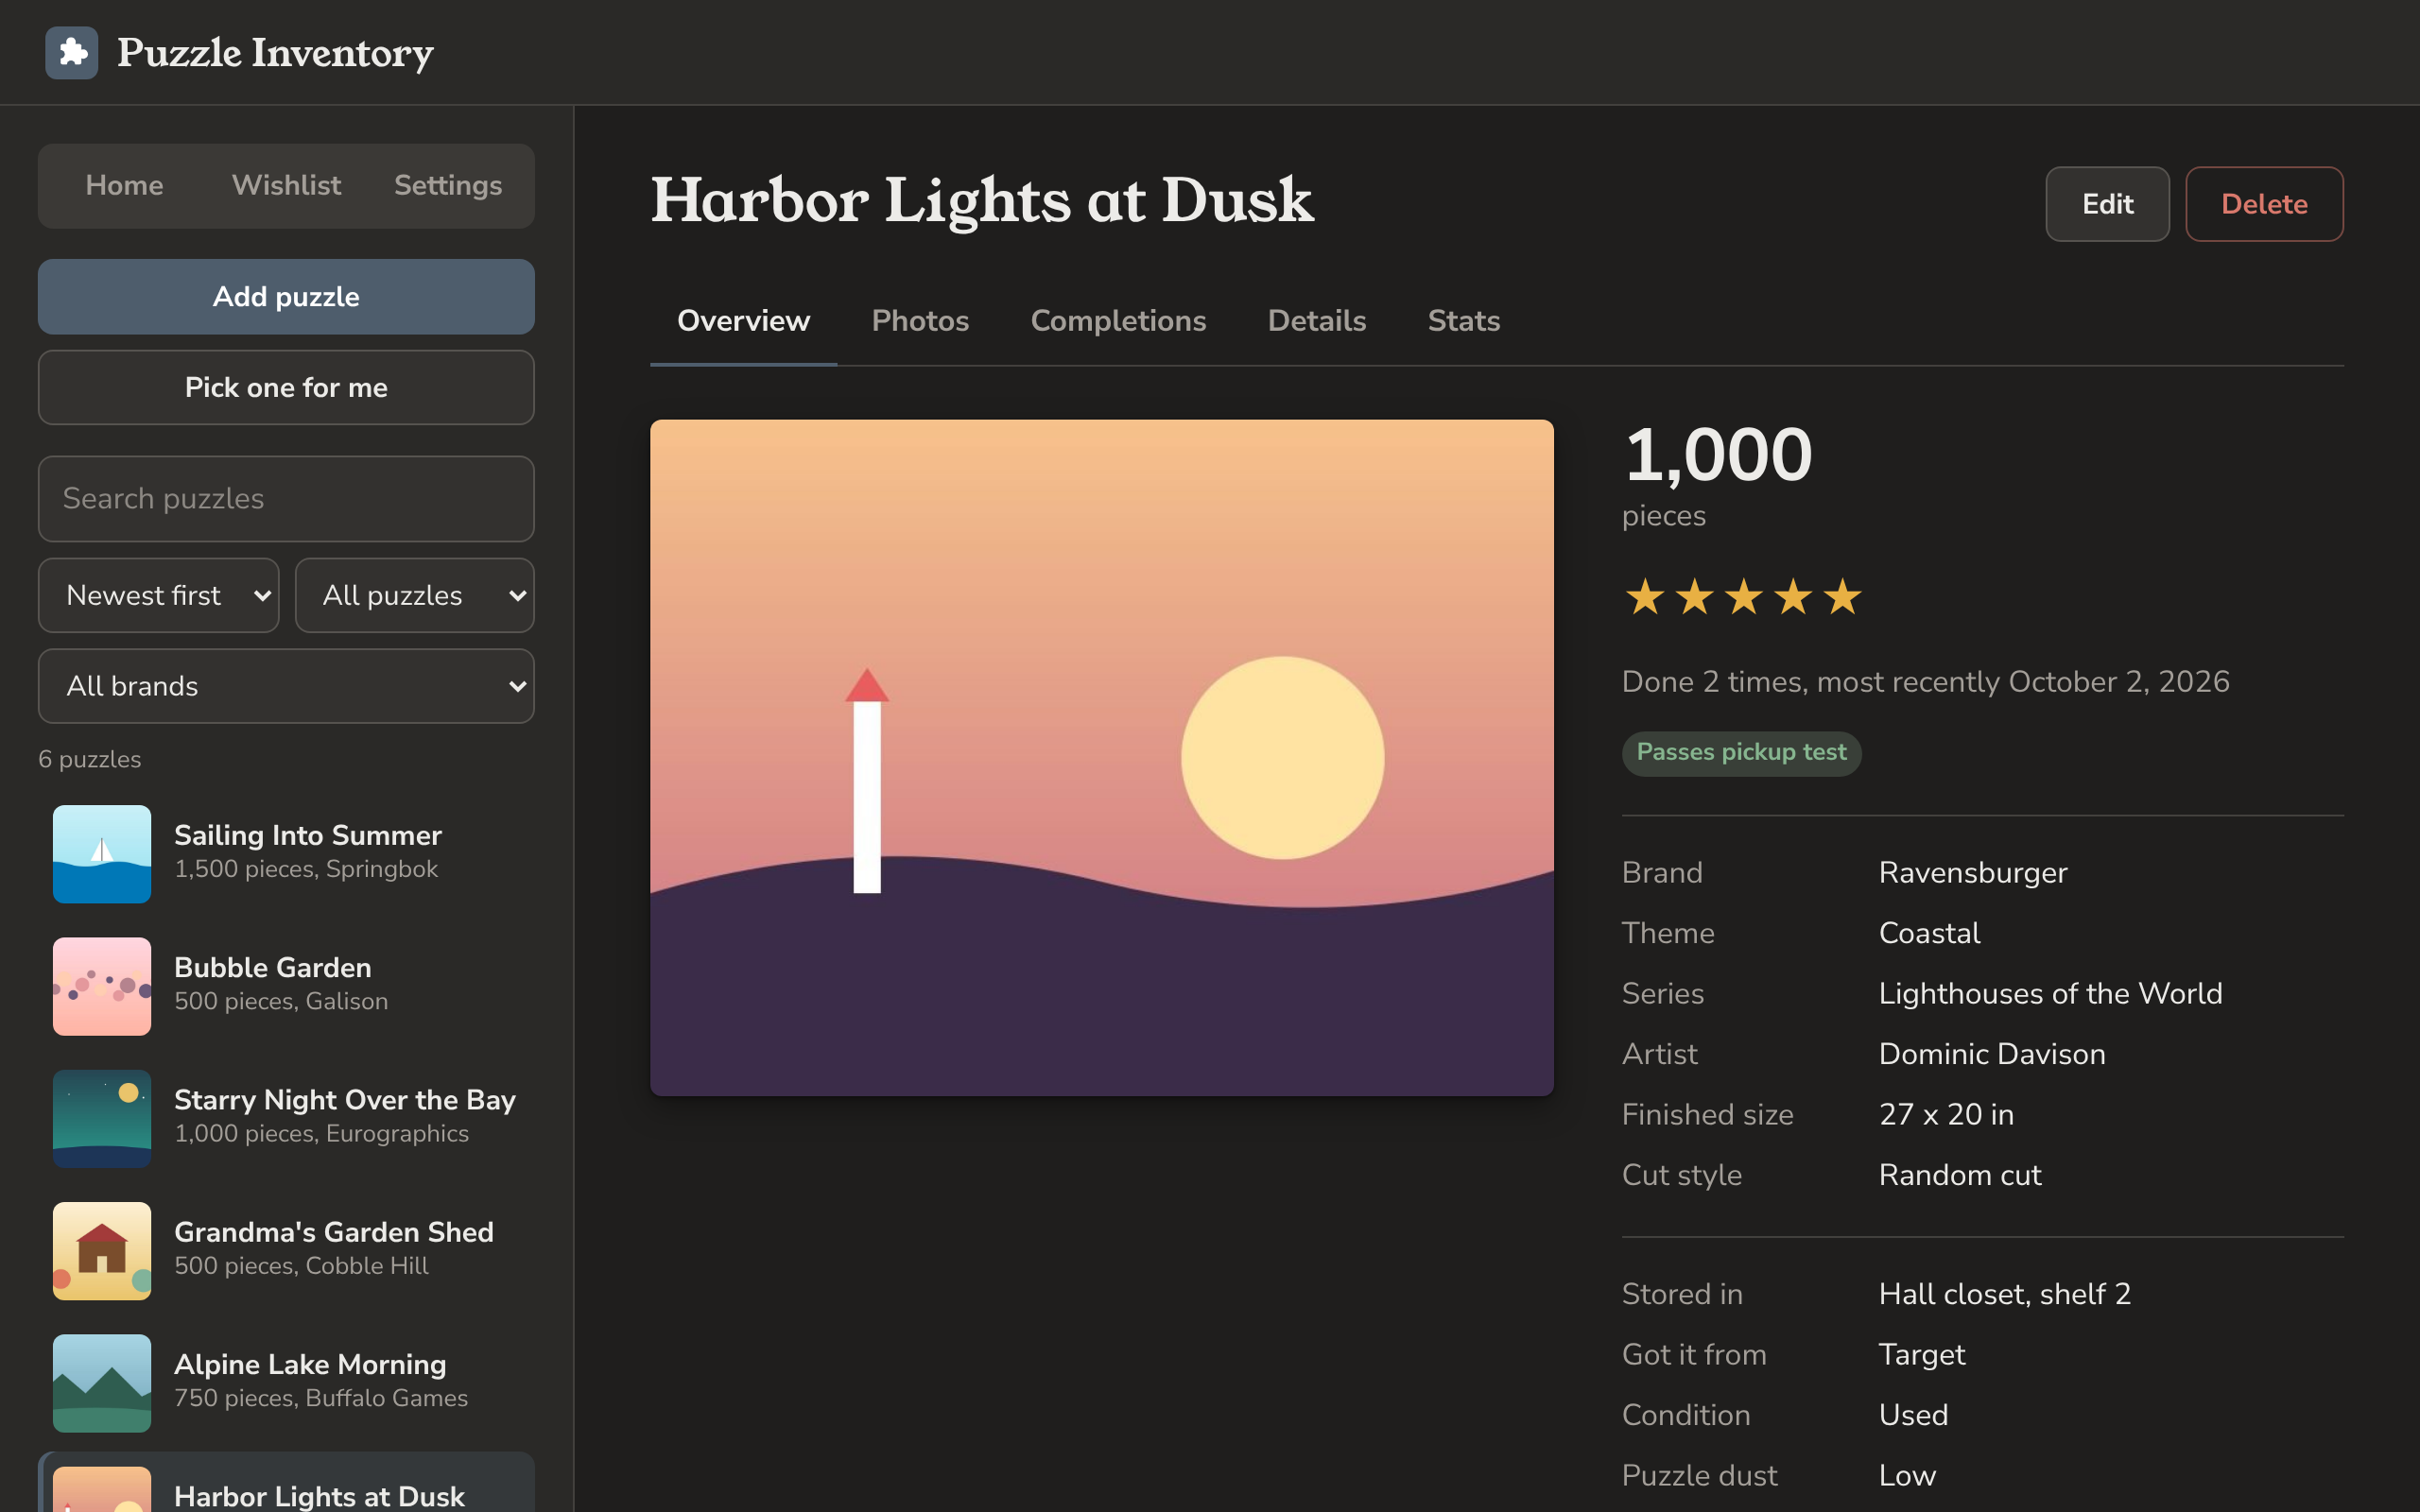 Puzzle Inventory
Home Wishlist Settings
Add puzzle
Pick one for me
Search puzzles
Newest first All puzzles
All brands
6 puzzles
Sailing Into Summer
1,500 pieces, Springbok
Bubble Garden
500 pieces, Galison
Starry Night Over the Bay
1,000 pieces, Eurographics
Grandma's Garden Shed
500 pieces, Cobble Hill
Alpine Lake Morning
750 pieces, Buffalo Games
Harbor Lights at Dusk
Harbor Lights at Dusk
Edit Delete
Overview Photos Completions Details Stats
1,000
pieces
Done 2 times, most recently October 2, 2026
Passes pickup test
Brand Ravensburger
Theme Coastal
Series Lighthouses of the World
Artist Dominic Davison
Finished size 27 x 20 in
Cut style Random cut
Stored in Hall closet, shelf 2
Got it from Target
Condition Used
Puzzle dust Low